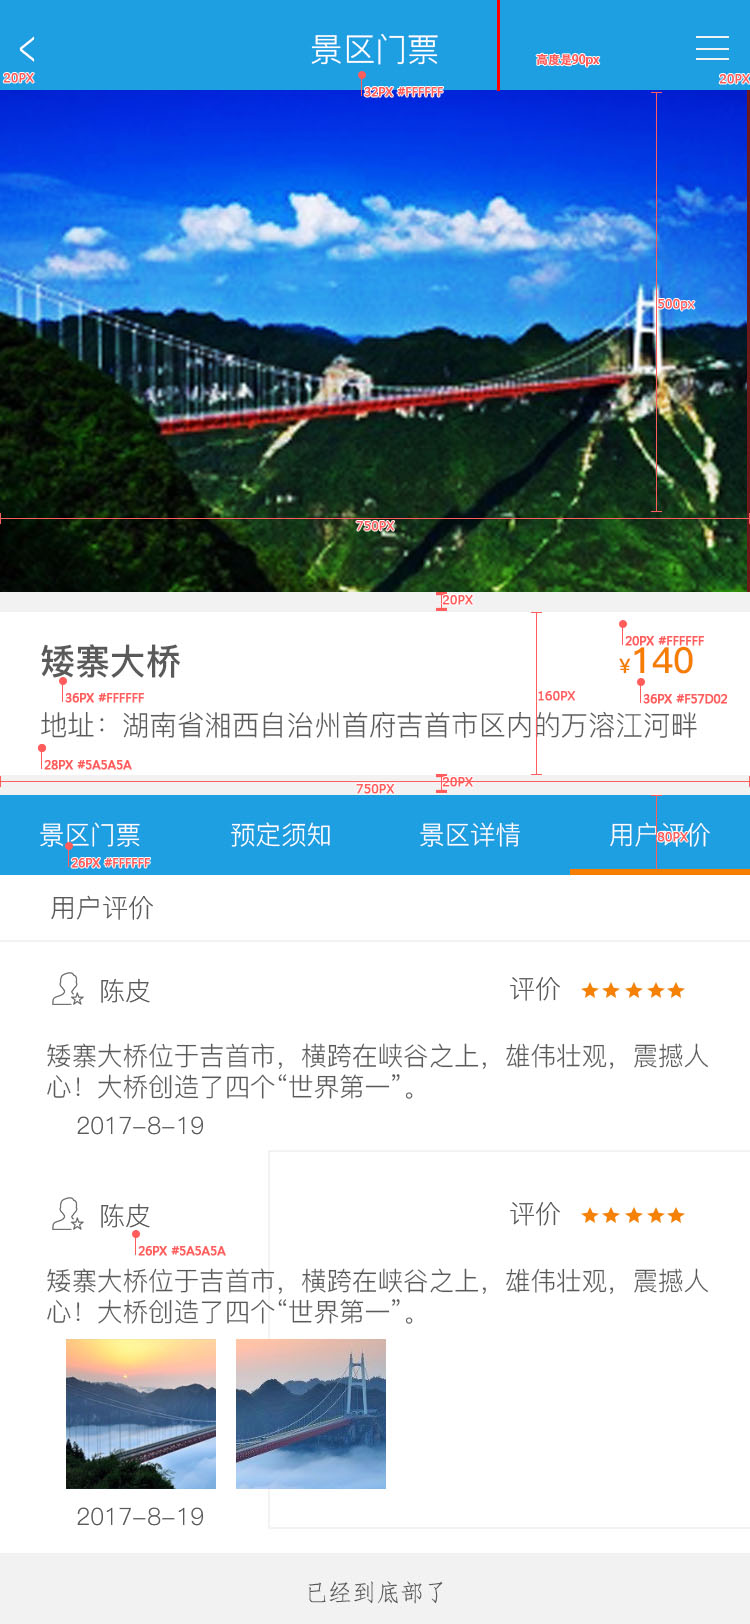 景区门票
高度是90px
20PX
20PX
32PX #FFFFFF
500px
750PX
20PX
20PX #FFFFFF
矮寨大桥
¥140
36PX #FFFFFF
160PX
36PX #F57D02
地址：湖南省湘西自治州首府吉首市区内的万溶江河畔
28PX #5A5A5A
750PX
20PX
景区门票 预定须知 景区详情 用户评价
80PX
26PX #FFFFFF
用户评价
陈皮 评价
矮寨大桥位于吉首市，横跨在峡谷之上，雄伟壮观，震撼人
心！大桥创造了四个“世界第一”。
2017-8-19
陈皮 评价
26PX #5A5A5A
矮寨大桥位于吉首市，横跨在峡谷之上，雄伟壮观，震撼人
心！大桥创造了四个“世界第一”。
2017-8-19
已经到底部了